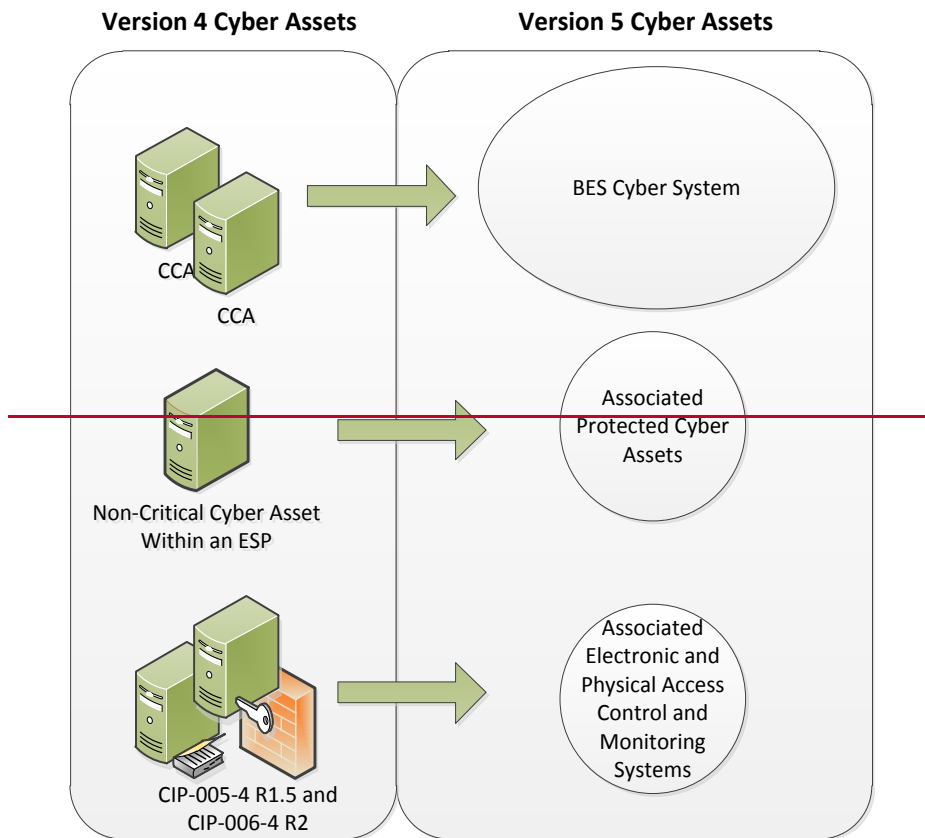 Version 4 Cyber Assets
Version 5 Cyber Assets
CCA
CCA
BES Cyber System
Non-Critical Cyber Asset
Within an ESP
Associated
Protected Cyber
Assets
CIP-005-4 R1.5 and
CIP-006-4 R2
Associated
Electronic and
Physical Access
Control and
Monitoring
Systems